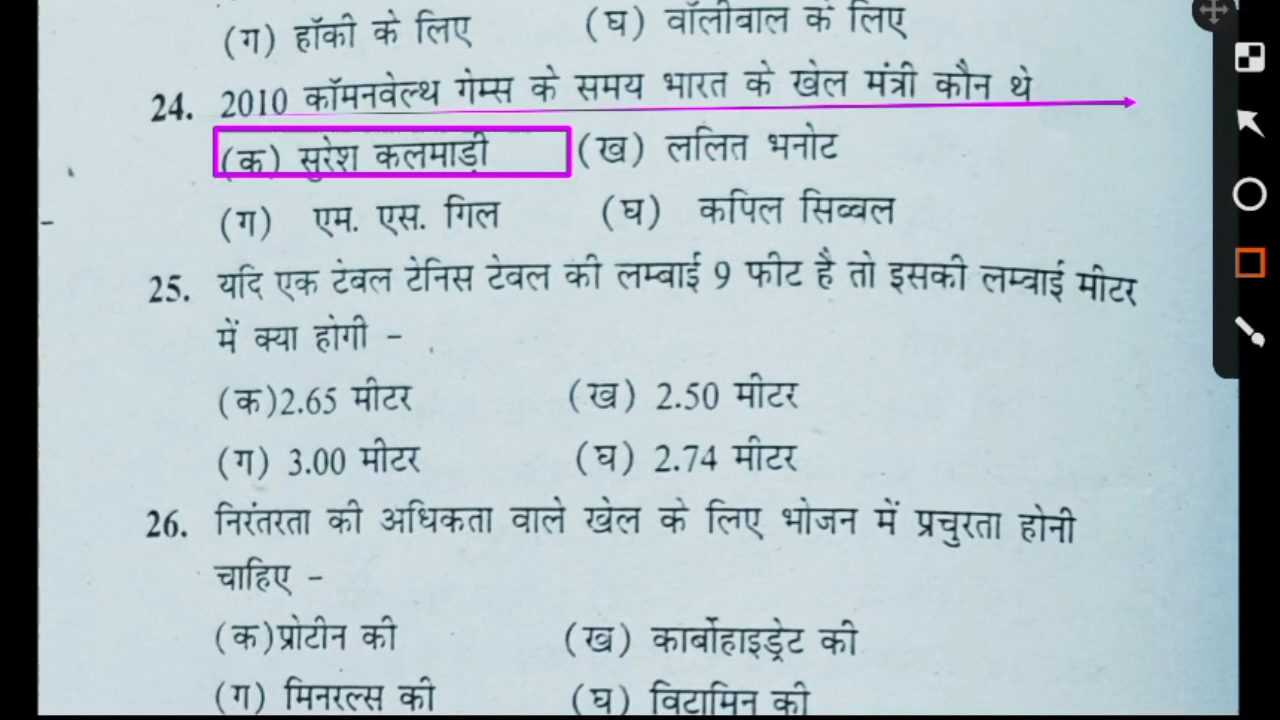 (ग) हॉकी के लिए (घ) वॉलीवाल के लिए
24. 2010 कॉमनवेल्थ गेम्स के समय भारत के खेल मंत्री कौन थे
(क) सुरेश कलमाड़ी (ख) ललित भनोट
(ग) एम. एस. गिल (घ) कपिल सिब्बल
25. यदि एक टेबल टेनिस टेबल की लम्बाई 9 फीट है तो इसकी लम्बाई मीटर
में क्या होगी -
(क)2.65 मीटर (ख) 2.50 मीटर
(ग) 3.00 मीटर (घ) 2.74 मीटर
26. निरंतरता की अधिकता वाले खेल के लिए भोजन में प्रचुरता होनी
चाहिए -
(क)प्रोटीन की (ख) कार्बोहाइड्रेट की
(ग) मिनरल्स की (घ) विटामिन की